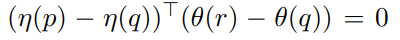 (η(p) − η(q))⊤(θ(r) − θ(q)) = 0